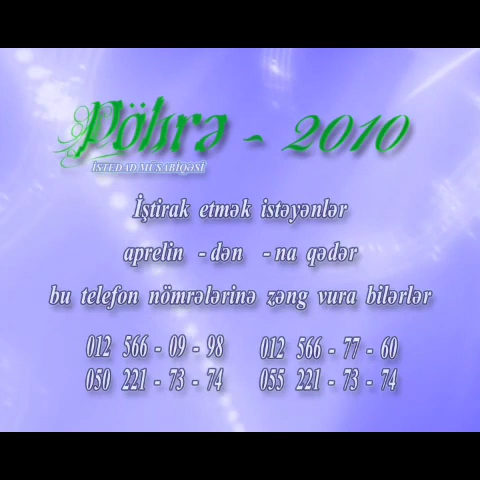 Pöhrə - 2010
İSTEDAD MÜSABİQƏSİ
İştirak etmək istəyənlər
aprelin -dən -na qədər
bu telefon nömrələrinə zəng vura bilərlər
012 566 - 09 - 98 012 566 - 77 - 60
050 221 - 73 - 74 055 221 - 73 - 74